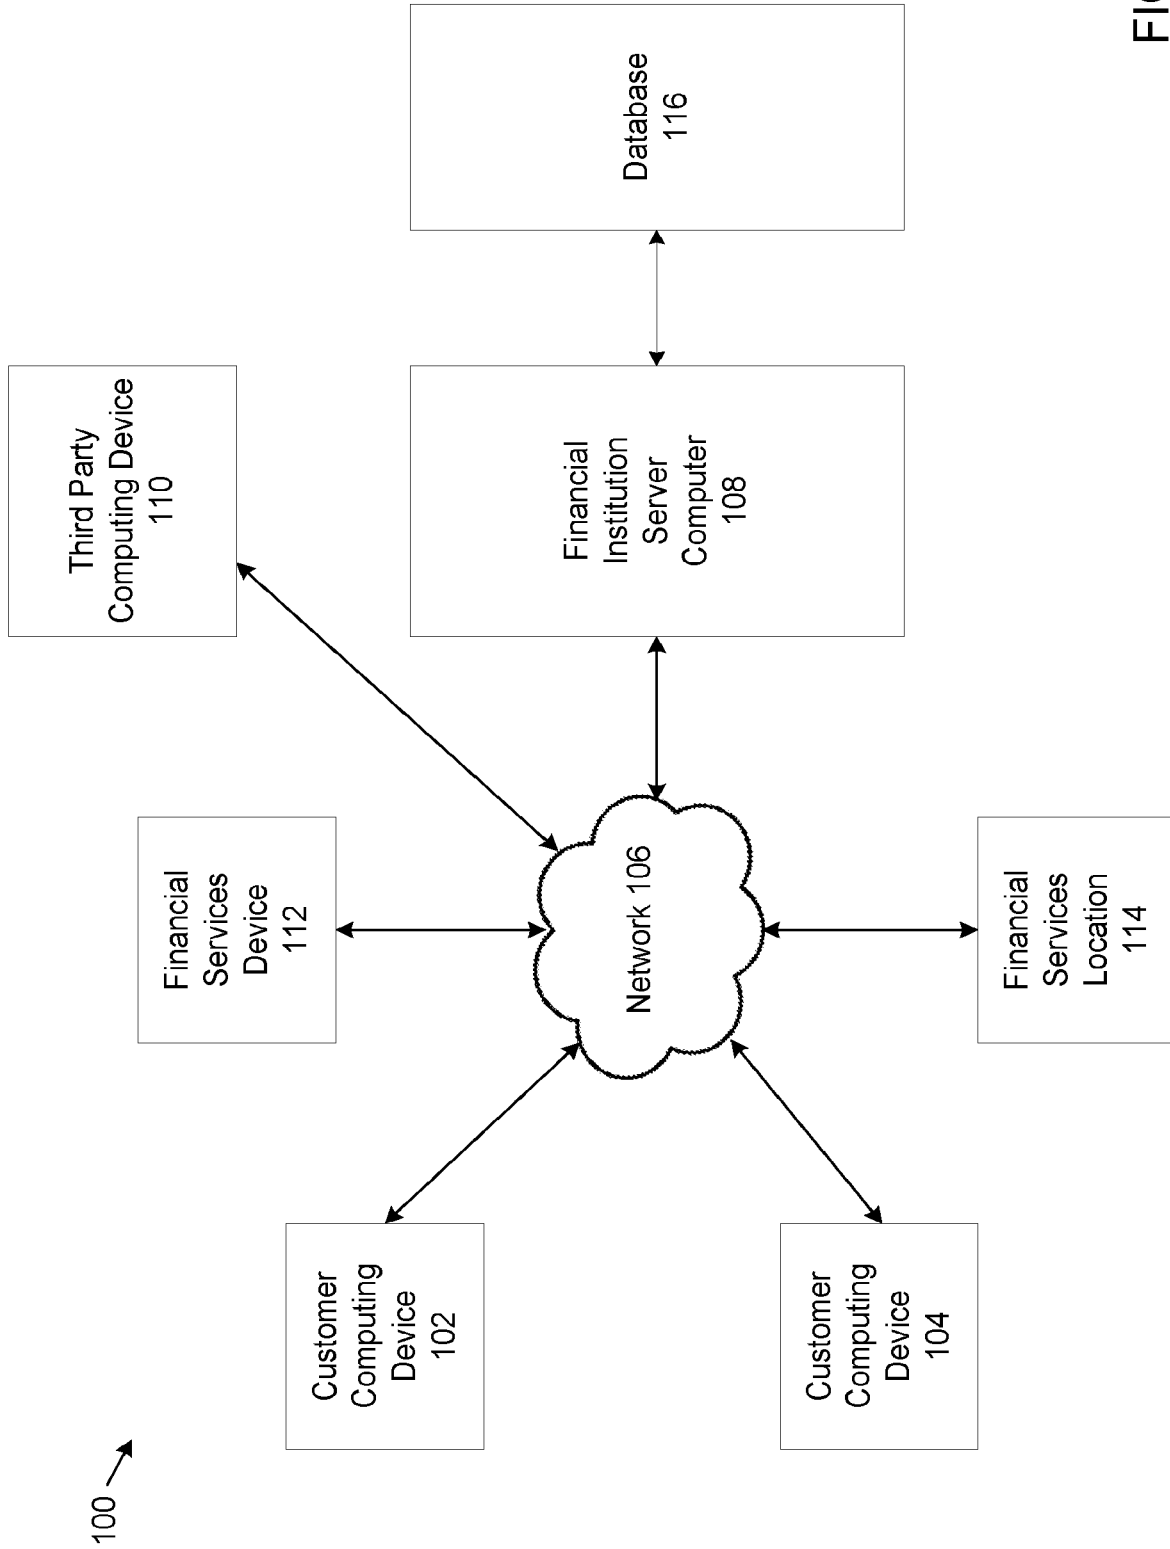 100
Third Party
Computing Device
110
Financial
Services
Device
112
Customer
Computing
Device
102
Network 106
Financial
Institution
Server
Computer
108
Database
116
Customer
Computing
Device
104
Financial
Services
Location
114